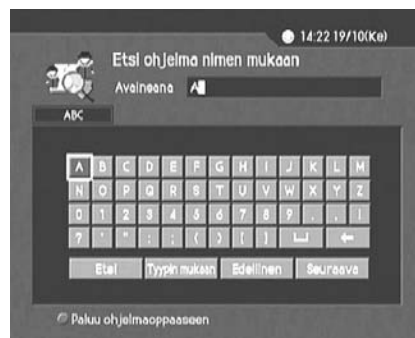 14:22 19/10(Ke)
Etsi ohjelma nimen mukaan
Avainsana A
ABC
A B C D E F G H I J K L M
N O P Q R S T U V W X Y Z
0 1 2 3 4 5 6 7 8 9 . , !
? ' " ; : ( ) [ ] ⎵ ←
Etsi Tyypin mukaan Edellinen Seuraava
Paluu ohjelmaoppaaseen